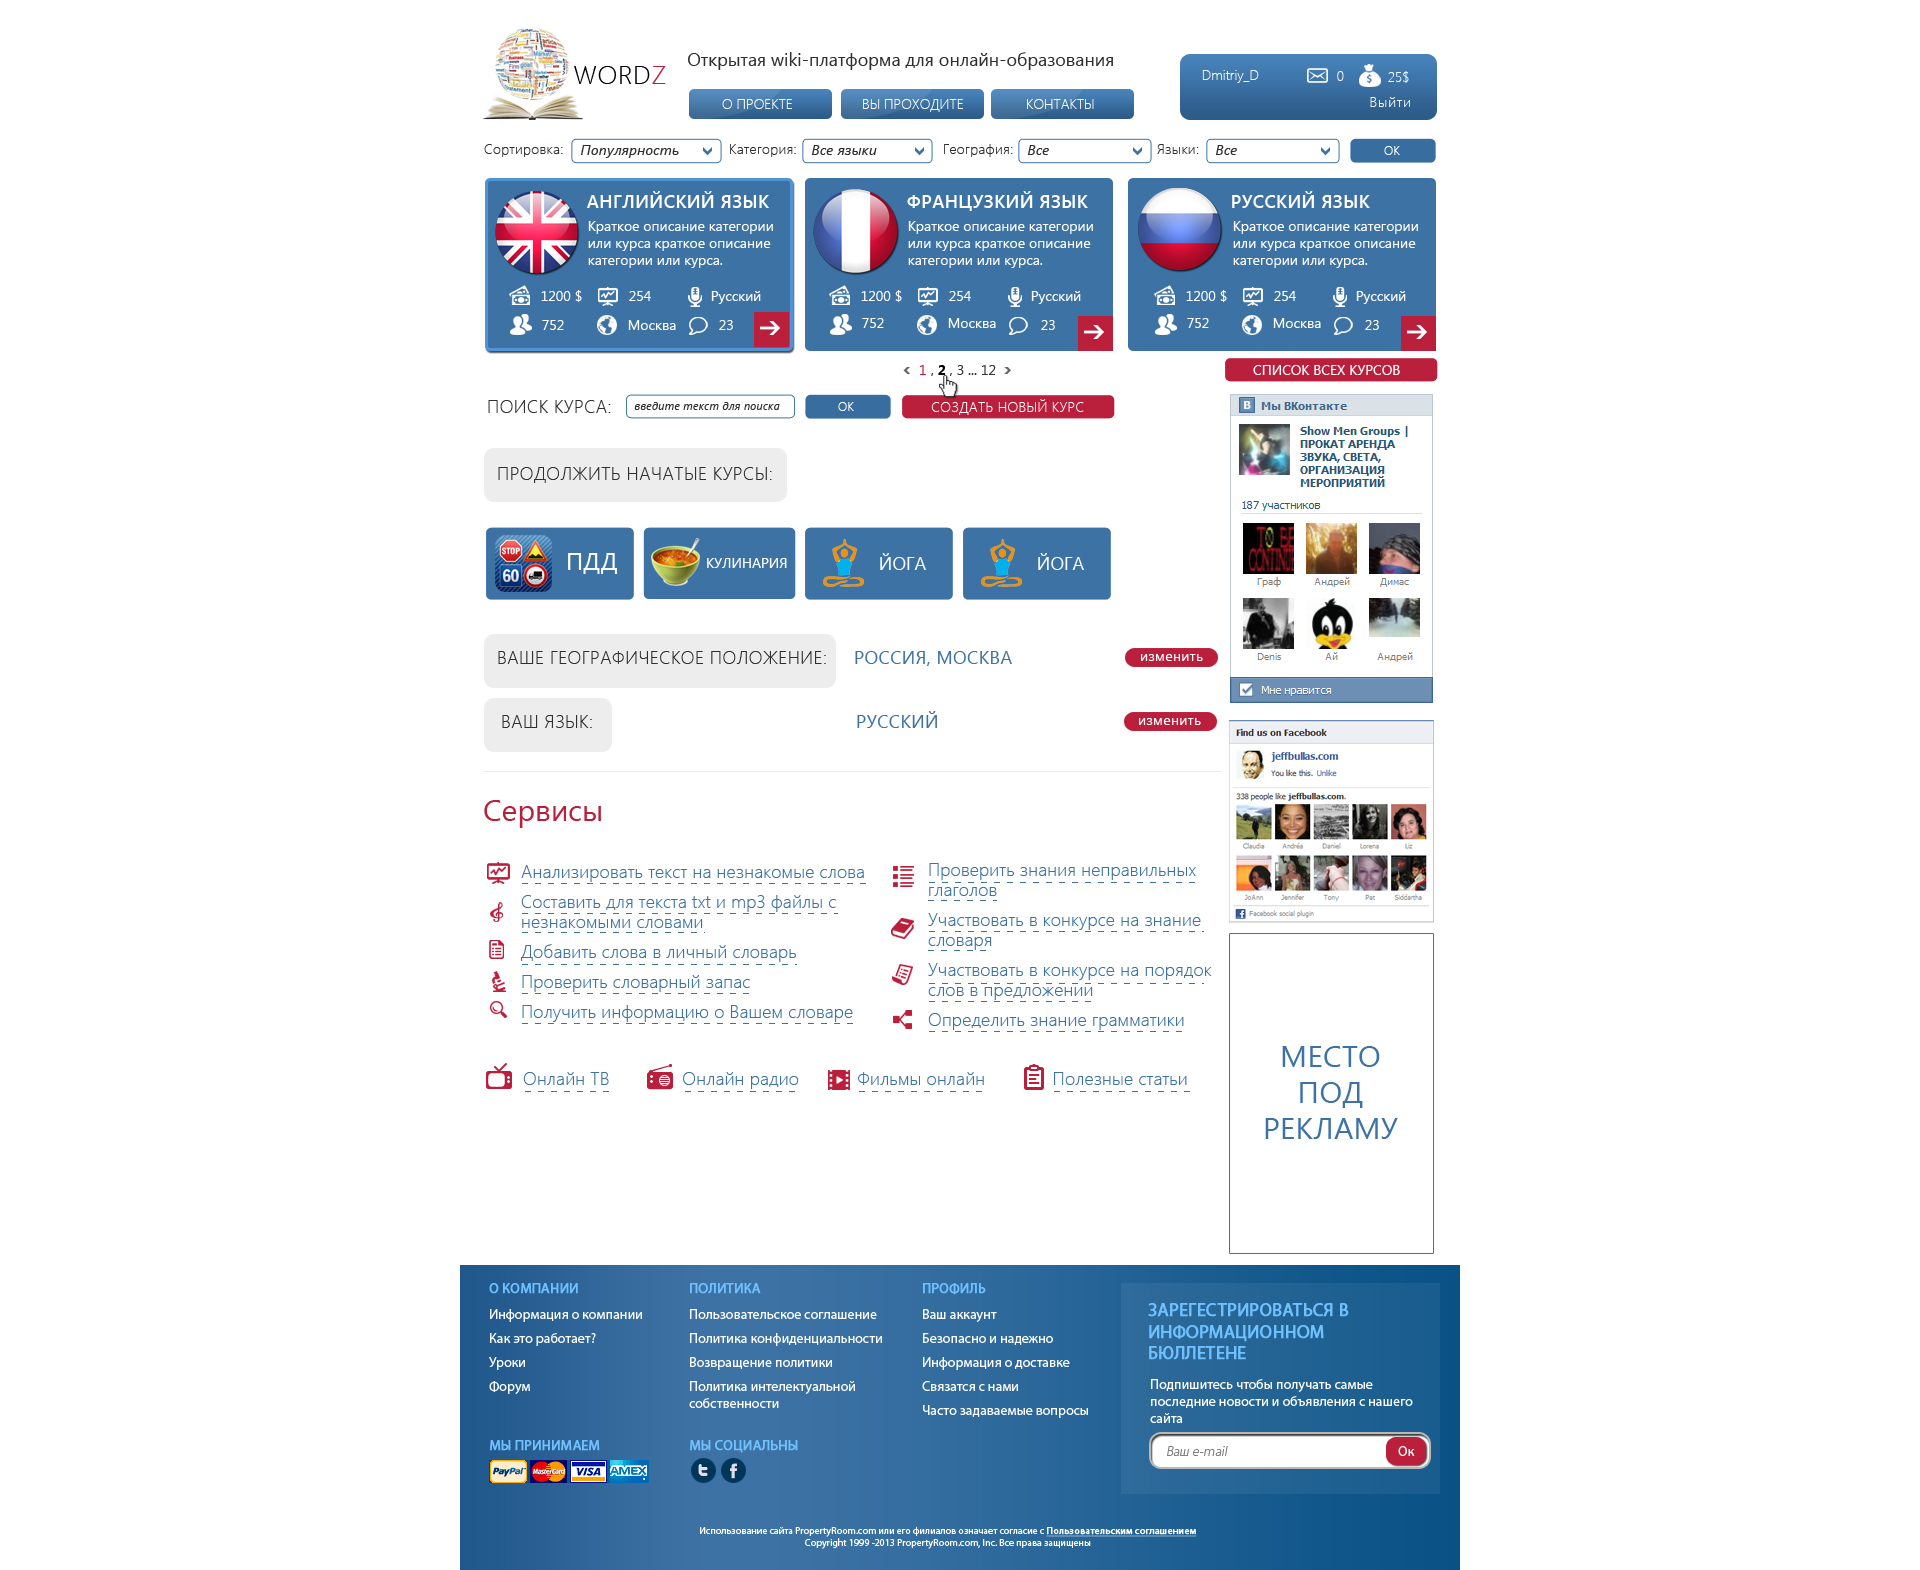 WORDZ
Открытая wiki-платформа для онлайн-образования
О ПРОЕКТЕ
ВЫ ПРОХОДИТЕ
КОНТАКТЫ
Dmitriy_D
0
25$
Выйти
Сортировка:
Популярность
Категория:
Все языки
География:
Все
Языки:
Все
ОК
АНГЛИЙСКИЙ ЯЗЫК
Краткое описание категории
или курса краткое описание
категории или курса.
1200 $
254
Русский
752
Москва
23
ФРАНЦУЗКИЙ ЯЗЫК
Краткое описание категории
или курса краткое описание
категории или курса.
1200 $
254
Русский
752
Москва
23
РУССКИЙ ЯЗЫК
Краткое описание категории
или курса краткое описание
категории или курса.
1200 $
254
Русский
752
Москва
23
1 , 2 , 3 ... 12
СПИСОК ВСЕХ КУРСОВ
ПОИСК КУРСА:
введите текст для поиска
ОК
СОЗДАТЬ НОВЫЙ КУРС
ПРОДОЛЖИТЬ НАЧАТЫЕ КУРСЫ:
STOP
60
ПДД
КУЛИНАРИЯ
ЙОГА
ЙОГА
ВАШЕ ГЕОГРАФИЧЕСКОЕ ПОЛОЖЕНИЕ:
РОССИЯ, МОСКВА
изменить
ВАШ ЯЗЫК:
РУССКИЙ
изменить
В Мы ВКонтакте
Show Men Groups |
ПРОКАТ АРЕНДА
ЗВУКА, СВЕТА,
ОРГАНИЗАЦИЯ
МЕРОПРИЯТИЙ
187 участников
TO BE
CONTINU
Граф
Андрей
Димас
Denis
Ай
Андрей
Мне нравится
Find us on Facebook
jeffbullas.com
You like this. Unlike
338 people like jeffbullas.com.
Claudia
Andréa
Daniel
Lorena
Liz
JoAnn
Jennifer
Tony
Pat
Siddartha
Facebook social plugin
Сервисы
Анализировать текст на незнакомые слова
Составить для текста txt и mp3 файлы с
незнакомыми словами
Добавить слова в личный словарь
Проверить словарный запас
Получить информацию о Вашем словаре
Проверить знания неправильных
глаголов
Участвовать в конкурсе на знание
словаря
Участвовать в конкурсе на порядок
слов в предложении
Определить знание грамматики
Онлайн ТВ
Онлайн радио
Фильмы онлайн
Полезные статьи
МЕСТО
ПОД
РЕКЛАМУ
О КОМПАНИИ
Информация о компании
Как это работает?
Уроки
Форум
ПОЛИТИКА
Пользовательское соглашение
Политика конфиденциальности
Возвращение политики
Политика интелектуальной
собственности
ПРОФИЛЬ
Ваш аккаунт
Безопасно и надежно
Информация о доставке
Связатся с нами
Часто задаваемые вопросы
ЗАРЕГЕСТРИРОВАТЬСЯ В
ИНФОРМАЦИОННОМ
БЮЛЛЕТЕНЕ
Подпишитесь чтобы получать самые
последние новости и объявления с нашего
сайта
Ваш e-mail
Ок
МЫ ПРИНИМАЕМ
PayPal
MasterCard
VISA
AMEX
МЫ СОЦИАЛЬНЫ
Использование сайта PropertyRoom.com или его филиалов означает согласие с Пользовательским соглашением
Copyright 1999 -2013 PropertyRoom.com, Inc. Все права защищены